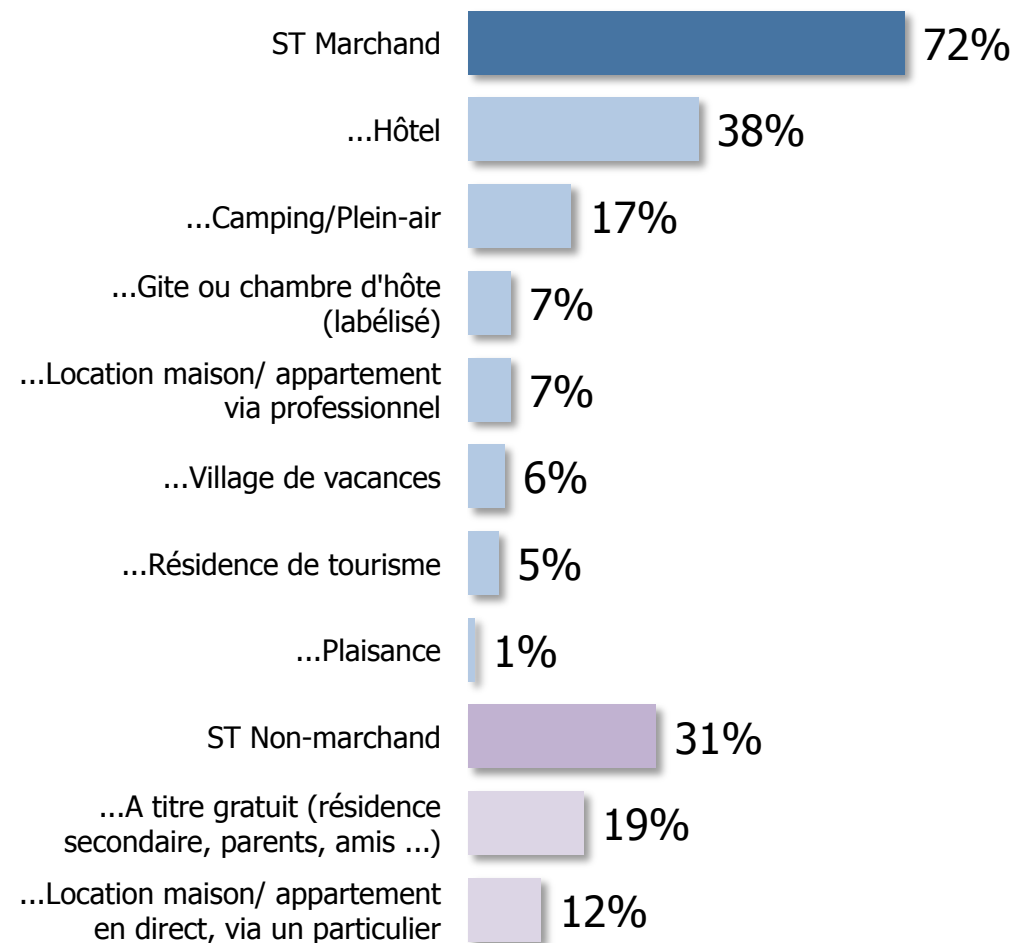 ST Marchand 72%
...Hôtel 38%
...Camping/Plein-air 17%
...Gite ou chambre d'hôte
(labélisé) 7%
...Location maison/ appartement
via professionnel 7%
...Village de vacances 6%
...Résidence de tourisme 5%
...Plaisance 1%
ST Non-marchand 31%
...A titre gratuit (résidence
secondaire, parents, amis ...) 19%
...Location maison/ appartement
en direct, via un particulier 12%